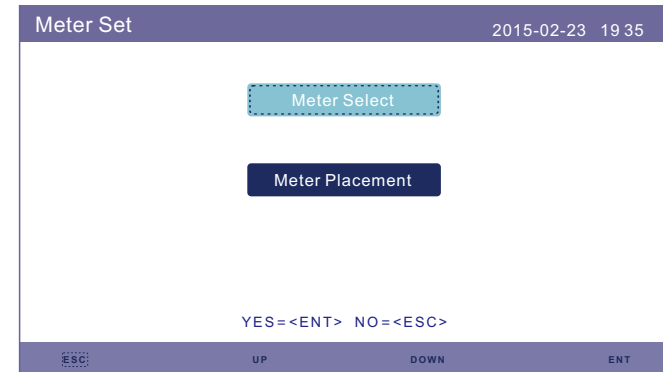 Meter Set
2015-02-23 19 35
Meter Select
Meter Placement
YES=<ENT> NO=<ESC>
ESC UP DOWN ENT